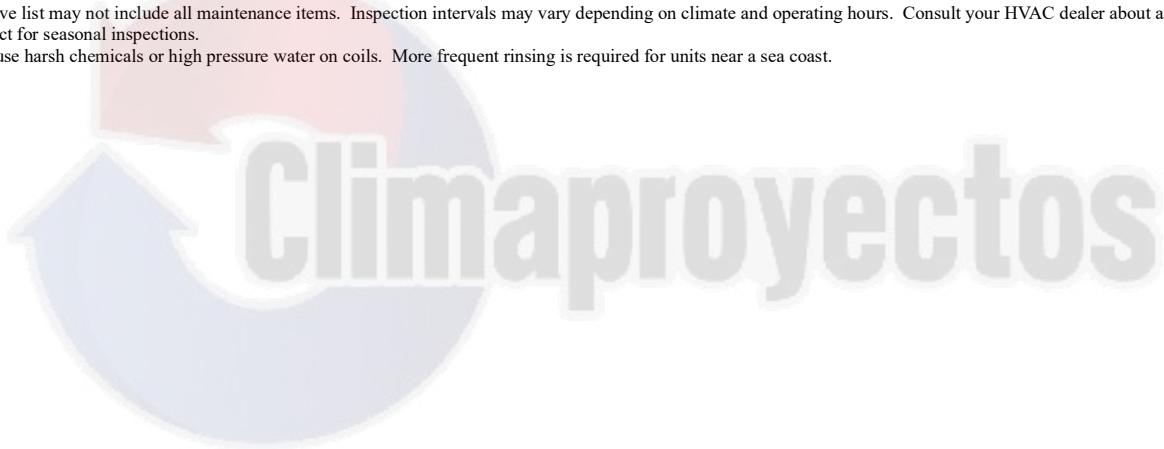 ve list may not include all maintenance items.  Inspection intervals may vary depending on climate and operating hours.  Consult your HVAC dealer about a
ct for seasonal inspections.
use harsh chemicals or high pressure water on coils.  More frequent rinsing is required for units near a sea coast.
Climaproyectos